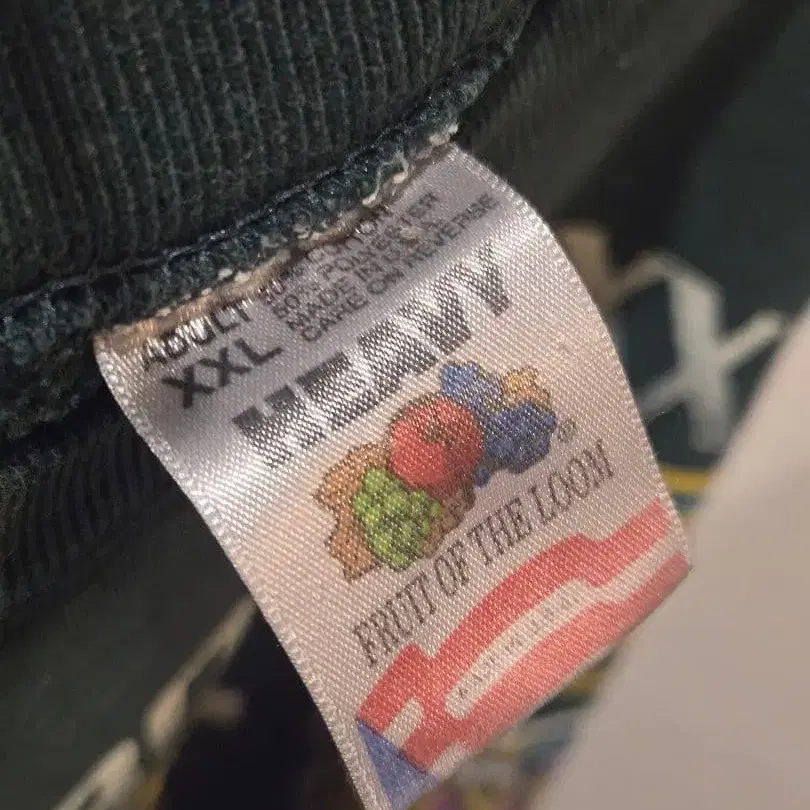 ADULT
XXL
50% COTTON
50% POLYESTER
MADE IN U.S.A.
CARE ON REVERSE
HEAVY
®
FRUIT OF THE LOOM
X